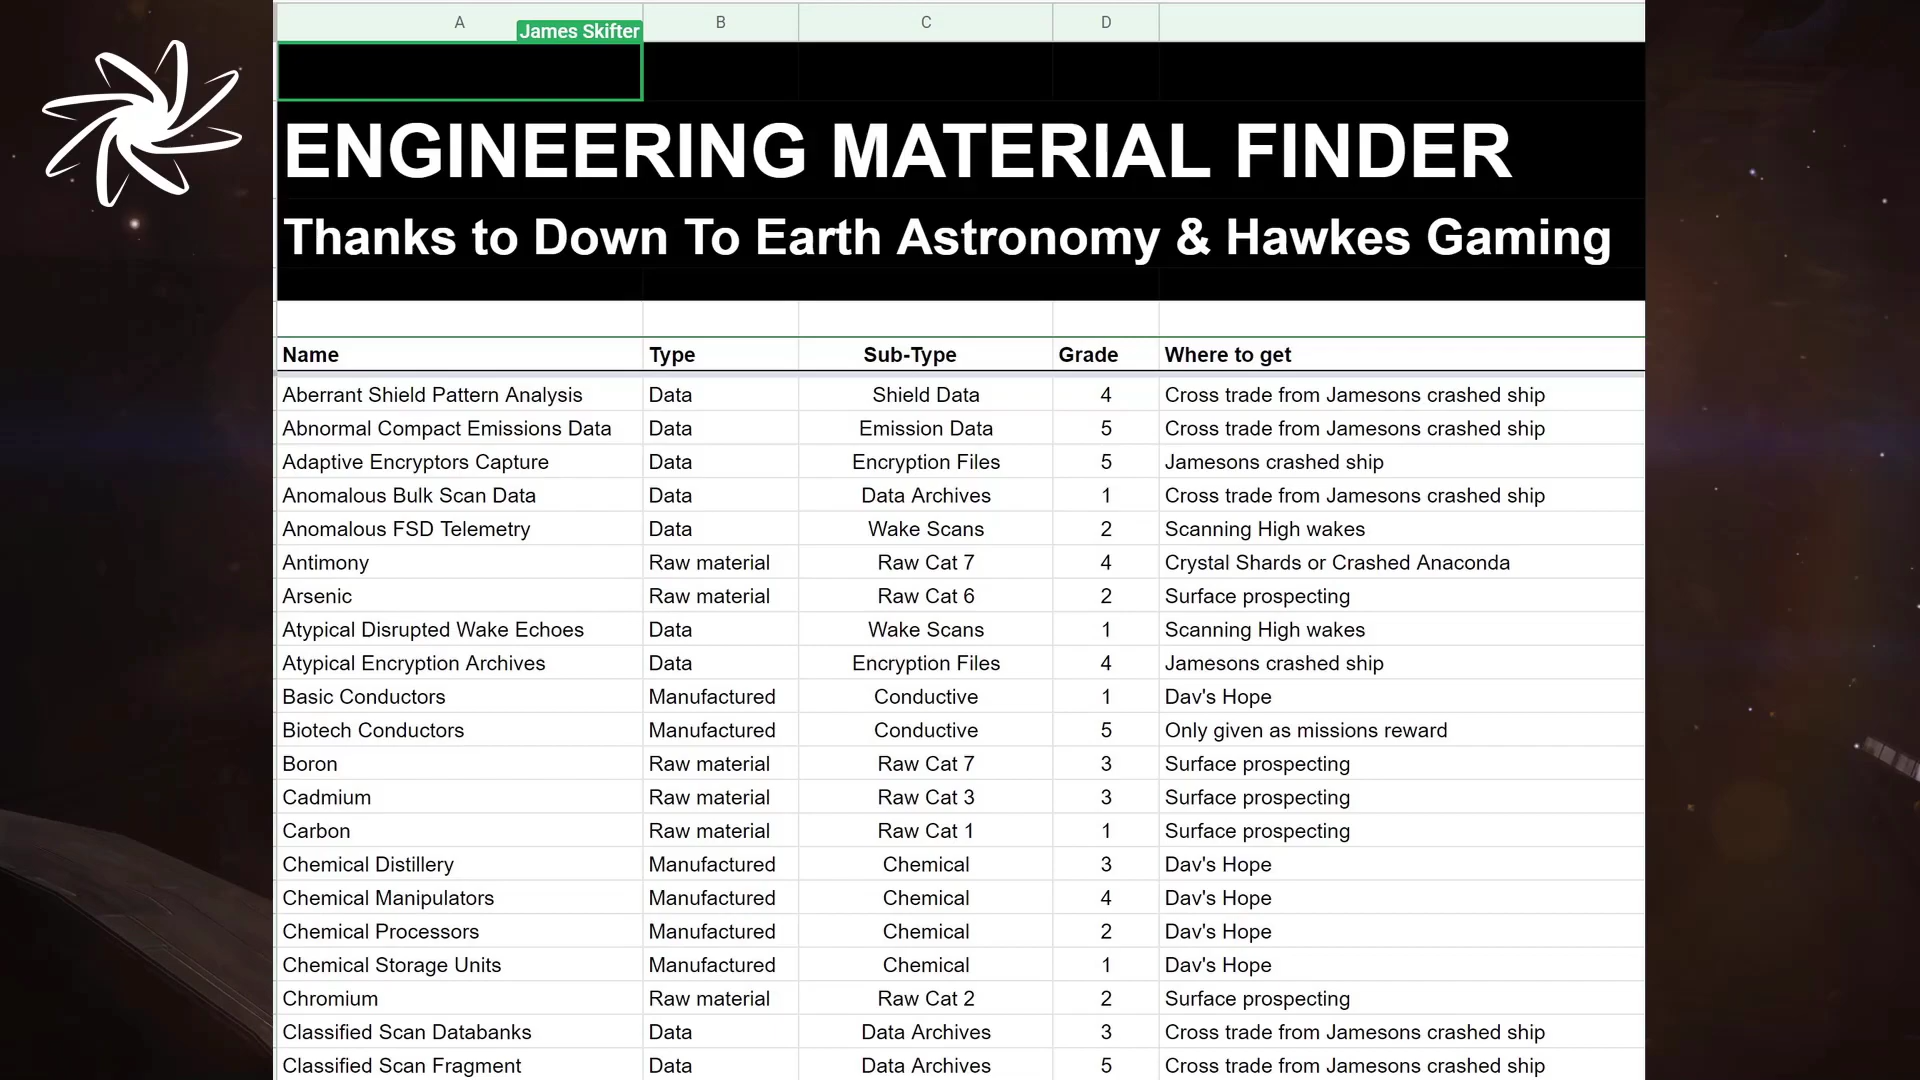 A B C D
James Skifter
ENGINEERING MATERIAL FINDER
Thanks to Down To Earth Astronomy & Hawkes Gaming
Name Type Sub-Type Grade Where to get
Aberrant Shield Pattern Analysis Data Shield Data 4 Cross trade from Jamesons crashed ship
Abnormal Compact Emissions Data Data Emission Data 5 Cross trade from Jamesons crashed ship
Adaptive Encryptors Capture Data Encryption Files 5 Jamesons crashed ship
Anomalous Bulk Scan Data Data Data Archives 1 Cross trade from Jamesons crashed ship
Anomalous FSD Telemetry Data Wake Scans 2 Scanning High wakes
Antimony Raw material Raw Cat 7 4 Crystal Shards or Crashed Anaconda
Arsenic Raw material Raw Cat 6 2 Surface prospecting
Atypical Disrupted Wake Echoes Data Wake Scans 1 Scanning High wakes
Atypical Encryption Archives Data Encryption Files 4 Jamesons crashed ship
Basic Conductors Manufactured Conductive 1 Dav's Hope
Biotech Conductors Manufactured Conductive 5 Only given as missions reward
Boron Raw material Raw Cat 7 3 Surface prospecting
Cadmium Raw material Raw Cat 3 3 Surface prospecting
Carbon Raw material Raw Cat 1 1 Surface prospecting
Chemical Distillery Manufactured Chemical 3 Dav's Hope
Chemical Manipulators Manufactured Chemical 4 Dav's Hope
Chemical Processors Manufactured Chemical 2 Dav's Hope
Chemical Storage Units Manufactured Chemical 1 Dav's Hope
Chromium Raw material Raw Cat 2 2 Surface prospecting
Classified Scan Databanks Data Data Archives 3 Cross trade from Jamesons crashed ship
Classified Scan Fragment Data Data Archives 5 Cross trade from Jamesons crashed ship